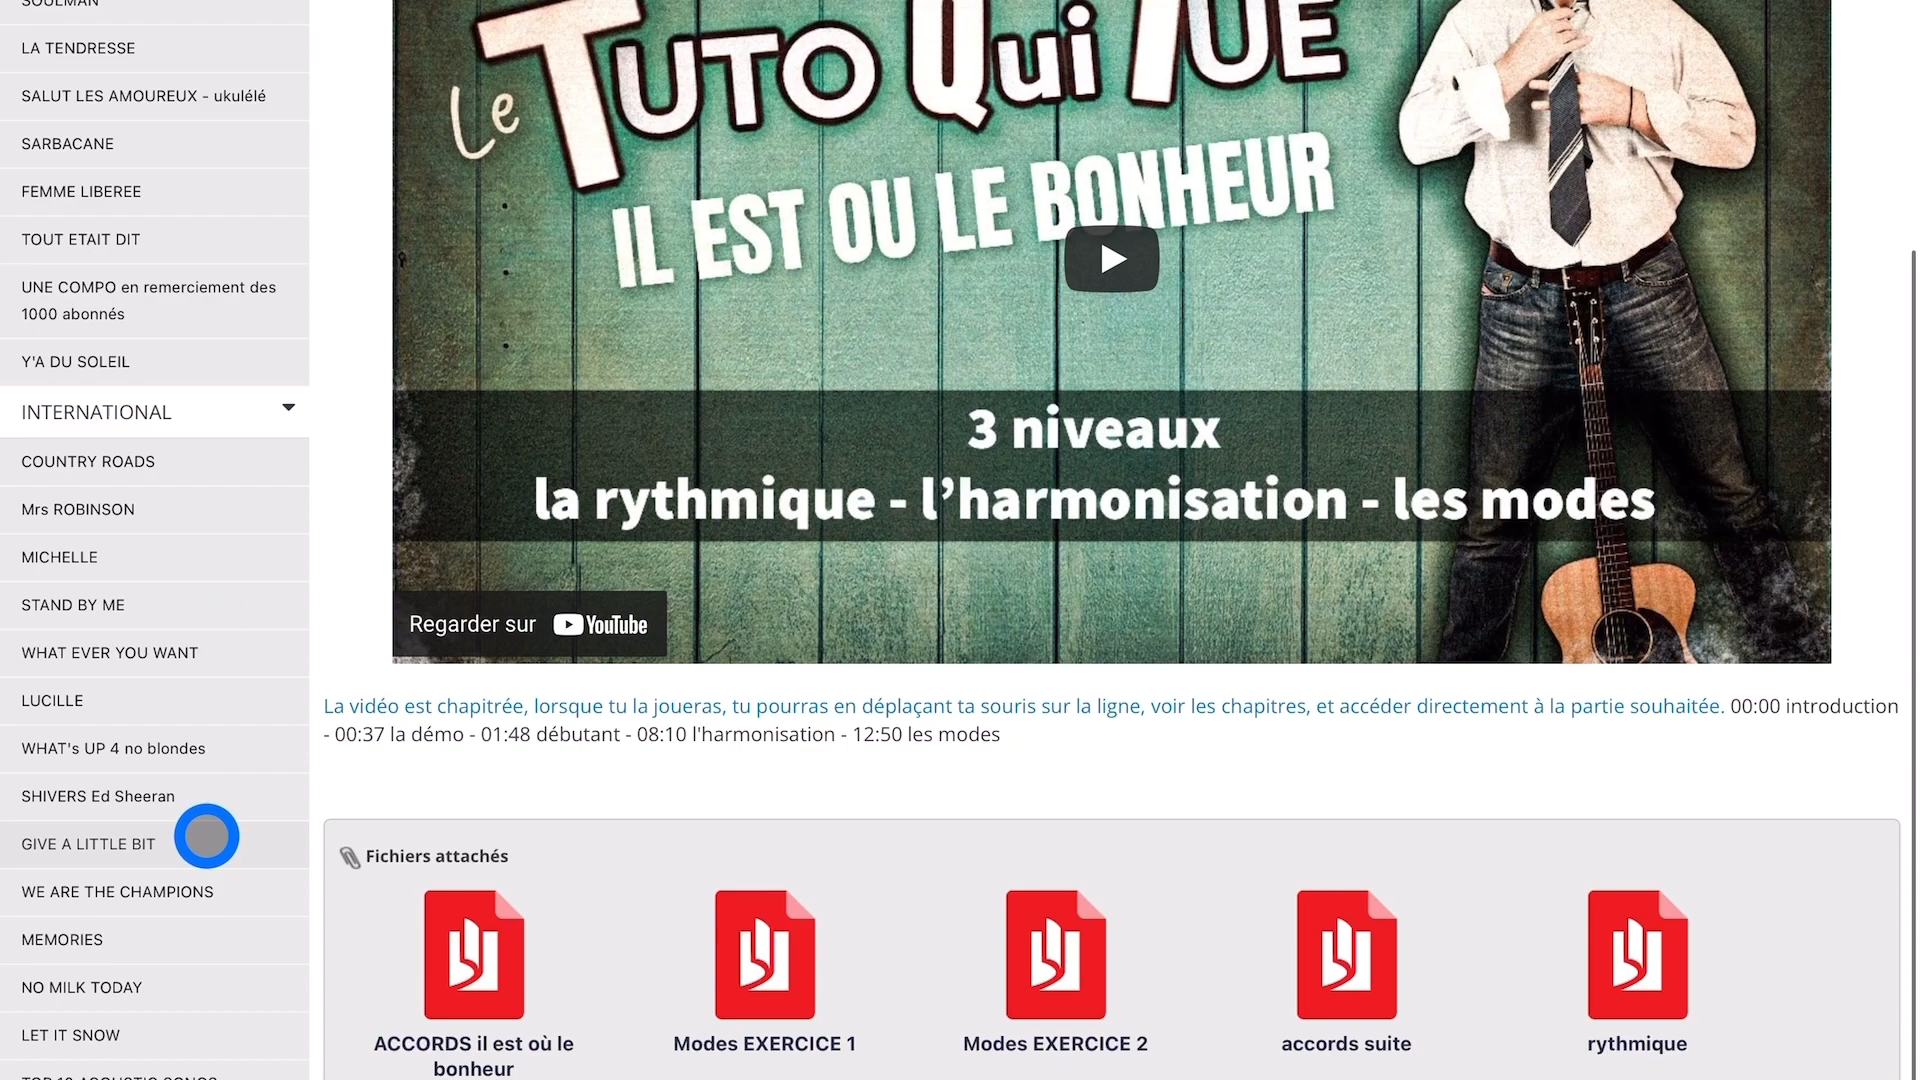 SOULMAN
LA TENDRESSE
SALUT LES AMOUREUX - ukulélé
SARBACANE
FEMME LIBEREE
TOUT ETAIT DIT
UNE COMPO en remerciement des
1000 abonnés
Y'A DU SOLEIL
INTERNATIONAL
COUNTRY ROADS
Mrs ROBINSON
MICHELLE
STAND BY ME
WHAT EVER YOU WANT
LUCILLE
WHAT's UP 4 no blondes
SHIVERS Ed Sheeran
GIVE A LITTLE BIT
WE ARE THE CHAMPIONS
MEMORIES
NO MILK TODAY
LET IT SNOW
TOP 10 ACOUSTIC SONGS
Le TUTO Qui TUE
IL EST OU LE BONHEUR
3 niveaux
la rythmique - l’harmonisation - les modes
Regarder sur YouTube
La vidéo est chapitrée, lorsque tu la joueras, tu pourras en déplaçant ta souris sur la ligne, voir les chapitres, et accéder directement à la partie souhaitée. 00:00 introduction
- 00:37 la démo - 01:48 débutant - 08:10 l'harmonisation - 12:50 les modes
Fichiers attachés
ACCORDS il est où le
bonheur
Modes EXERCICE 1
Modes EXERCICE 2
accords suite
rythmique